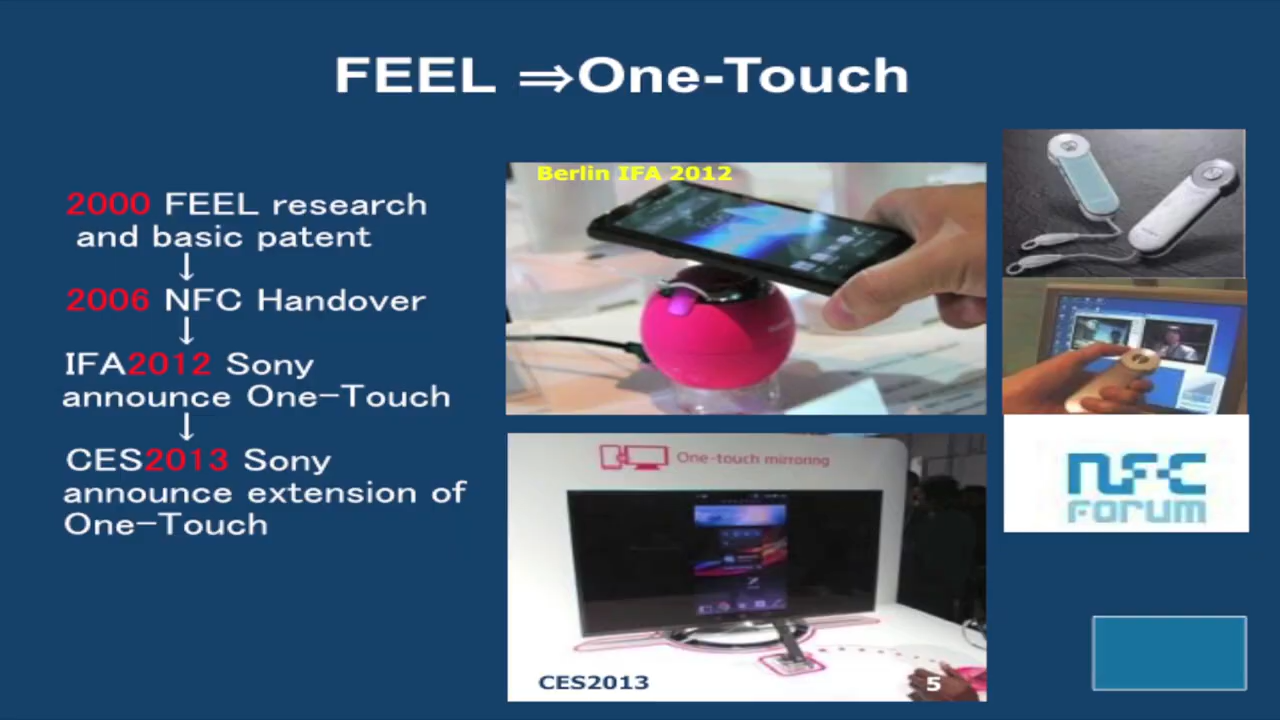 FEEL ⇒One-Touch
2000 FEEL research
and basic patent
↓
2006 NFC Handover
↓
IFA2012 Sony
announce One-Touch
↓
CES2013 Sony
announce extension of
One-Touch
Berlin IFA 2012
One-touch mirroring
CES2013
5
NFC
FORUM